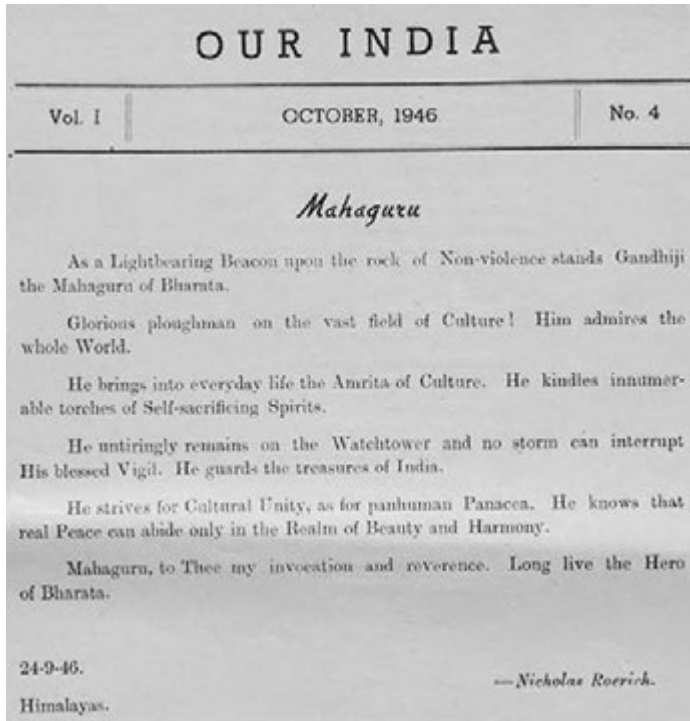 OUR INDIA
Vol. I OCTOBER, 1946 No. 4
Mahaguru
As a Lightbearing Beacon upon the rock of Non-violence stands Gandhiji
the Mahaguru of Bharata.
Glorious ploughman on the vast field of Culture! Him admires the
whole World.
He brings into everyday life the Amrita of Culture. He kindles innumer-
able torches of Self-sacrificing Spirits.
He untiringly remains on the Watchtower and no storm can interrupt
His blessed Vigil. He guards the treasures of India.
He strives for Cultural Unity, as for panhuman Panacea. He knows that
real Peace can abide only in the Realm of Beauty and Harmony.
Mahaguru, to Thee my invocation and reverence. Long live the Hero
of Bharata.
24-9-46.
—Nicholas Roerich.
Himalayas.